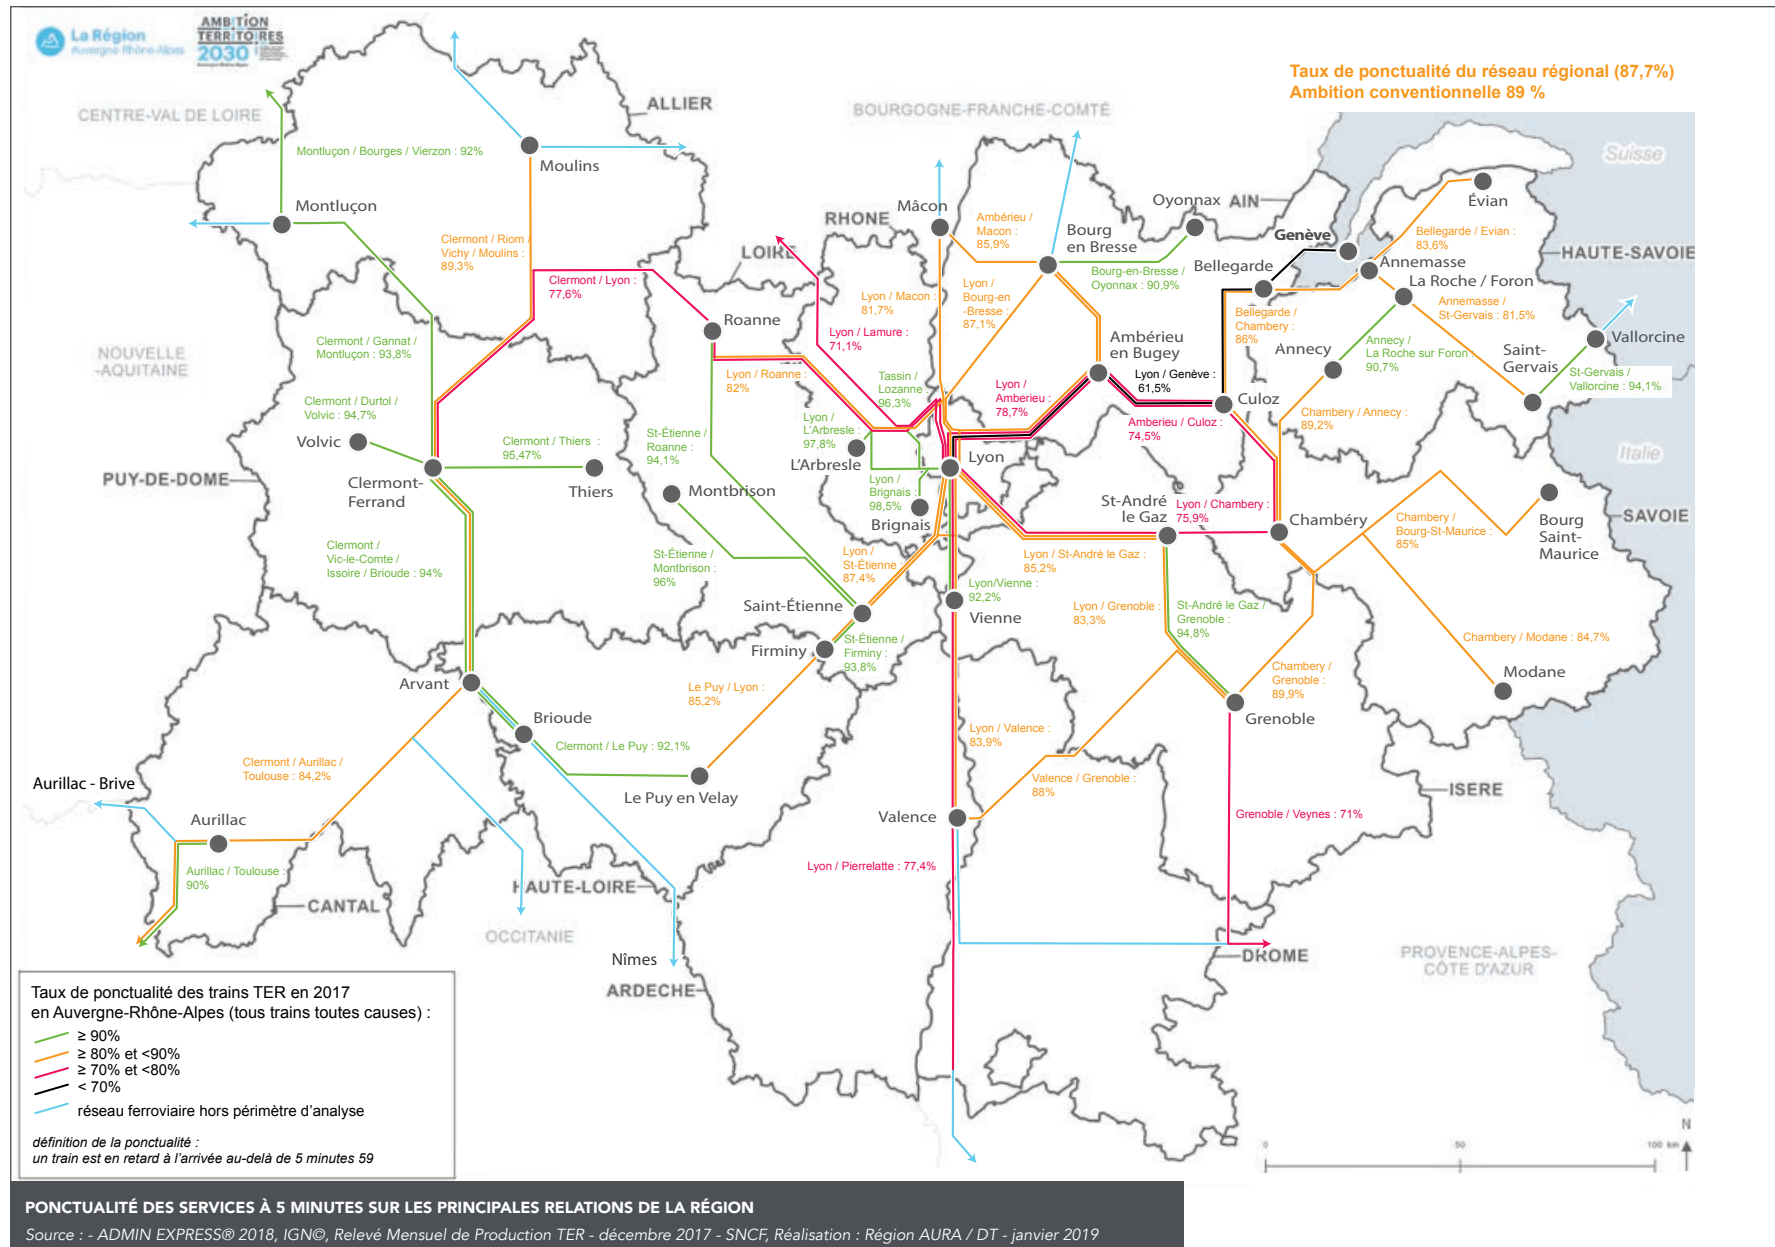 La Région
Auvergne-Rhône-Alpes
AMBITION
TERRITOIRES
2030
Auvergne-Rhône-Alpes
Taux de ponctualité du réseau régional (87,7%)
Ambition conventionnelle 89 %
CENTRE-VAL DE LOIRE
ALLIER
BOURGOGNE-FRANCHE-COMTÉ
Suisse
Montluçon / Bourges / Vierzon : 92%
Moulins
Montluçon
Mâcon
RHONE
Ambérieu /
Macon :
85,9%
Bourg
en Bresse
Oyonnax
AIN
Évian
Genève
Bellegarde / Evian :
83,6%
HAUTE-SAVOIE
Clermont / Riom /
Vichy / Moulins :
89,3%
LOIRE
Clermont / Lyon :
77,6%
Lyon / Macon :
81,7%
Lyon /
Bourg-en
-Bresse :
87,1%
Bourg-en-Bresse /
Oyonnax : 90,9%
Bellegarde
Annemasse
La Roche / Foron
Annemasse /
St-Gervais : 81,5%
Roanne
Lyon / Lamure :
71,1%
Ambérieu
en Bugey
Bellegarde /
Chambery :
86%
Annecy
Annecy /
La Roche sur Foron :
90,7%
Saint-
Gervais
Vallorcine
St-Gervais /
Vallorcine : 94,1%
NOUVELLE
-AQUITAINE
Clermont / Gannat /
Montluçon : 93,8%
Lyon / Roanne :
82%
Tassin /
Lozanne :
96,3%
Lyon /
Amberieu :
78,7%
Lyon / Genève :
61,5%
Culoz
Clermont / Durtol /
Volvic : 94,7%
Volvic
Clermont / Thiers :
95,47%
St-Étienne /
Roanne :
94,1%
Lyon /
L'Arbresle :
97,8%
L'Arbresle
Lyon
Amberieu / Culoz :
74,5%
Chambery / Annecy :
89,2%
Italie
PUY-DE-DOME
Clermont-
Ferrand
Thiers
Montbrison
Lyon /
Brignais :
98,5%
Brignais
St-André
le Gaz
Lyon / Chambery :
75,9%
Chambéry
Chambery /
Bourg-St-Maurice :
85%
Bourg
Saint-
Maurice
SAVOIE
Clermont /
Vic-le-Comte /
Issoire / Brioude : 94%
St-Étienne /
Montbrison :
96%
Lyon /
St-Étienne :
87,4%
Lyon / St-André le Gaz :
85,2%
Lyon/Vienne :
92,2%
Saint-Étienne
Vienne
Lyon / Grenoble :
83,3%
St-André le Gaz /
Grenoble :
94,8%
Firminy
St-Étienne /
Firminy :
93,8%
Chambery / Modane : 84,7%
Modane
Chambery /
Grenoble :
89,9%
Arvant
Le Puy / Lyon :
85,2%
Grenoble
Brioude
Clermont / Le Puy : 92,1%
Lyon / Valence :
83,9%
Clermont / Aurillac /
Toulouse : 84,2%
Le Puy en Velay
Valence / Grenoble :
88%
Aurillac - Brive
ISERE
Aurillac
Valence
Grenoble / Veynes : 71%
Aurillac / Toulouse :
90%
Lyon / Pierrelatte : 77,4%
HAUTE-LOIRE
CANTAL
OCCITANIE
Nîmes
ARDECHE
DROME
PROVENCE-ALPES-
CÔTE D'AZUR
Taux de ponctualité des trains TER en 2017
en Auvergne-Rhône-Alpes (tous trains toutes causes) :
≥ 90%
≥ 80% et <90%
≥ 70% et <80%
< 70%
réseau ferroviaire hors périmètre d'analyse
définition de la ponctualité :
un train est en retard à l'arrivée au-delà de 5 minutes 59
N
0 50 100 km
PONCTUALITÉ DES SERVICES À 5 MINUTES SUR LES PRINCIPALES RELATIONS DE LA RÉGION
Source : - ADMIN EXPRESS® 2018, IGN©, Relevé Mensuel de Production TER - décembre 2017 - SNCF, Réalisation : Région AURA / DT - janvier 2019